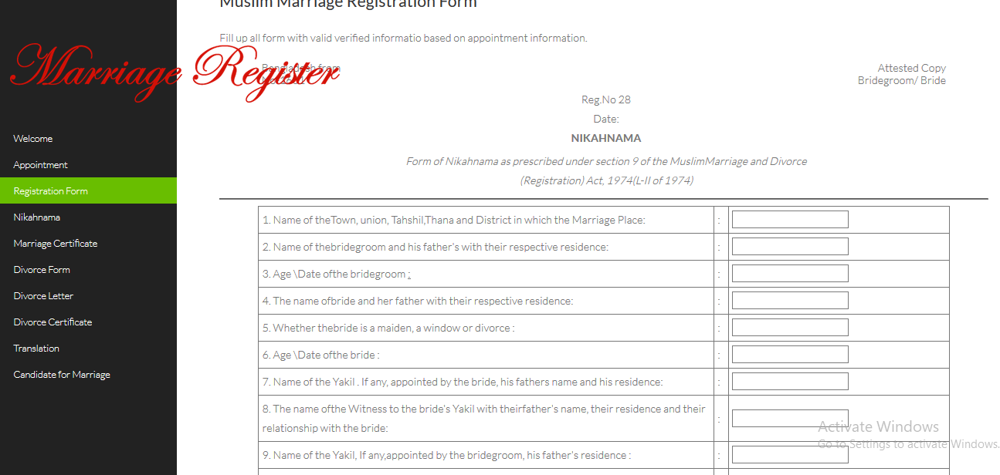 Muslim Marriage Registration Form
Fill up all form with valid verified informatio based on appointment information.
Marriage Register
Bangladesh from
Attested Copy
Bridegroom/ Bride
Reg.No 28
Date:
NIKAHNAMA
Form of Nikahnama as prescribed under section 9 of the MuslimMarriage and Divorce
(Registration) Act, 1974(L-II of 1974)
Welcome
Appointment
Registration Form
Nikahnama
Marriage Certificate
Divorce Form
Divorce Letter
Divorce Certificate
Translation
Candidate for Marriage
1. Name of theTown, union, Tahshil,Thana and District in which the Marriage Place: :
2. Name of thebridegroom and his father's with their respective residence: :
3. Age \Date ofthe bridegroom : :
4. The name ofbride and her father with their respective residence: :
5. Whether thebride is a maiden, a window or divorce : :
6. Age \Date ofthe bride : :
7. Name of the Yakil . If any, appointed by the bride, his fathers name and his residence: :
8. The name ofthe Witness to the bride's Yakil with theirfather's name, their residence and their
relationship with the bride: :
9. Name of the Yakil, If any,appointed by the bridegroom, his father's residence : :
Activate Windows
Go to Settings to activate Windows.